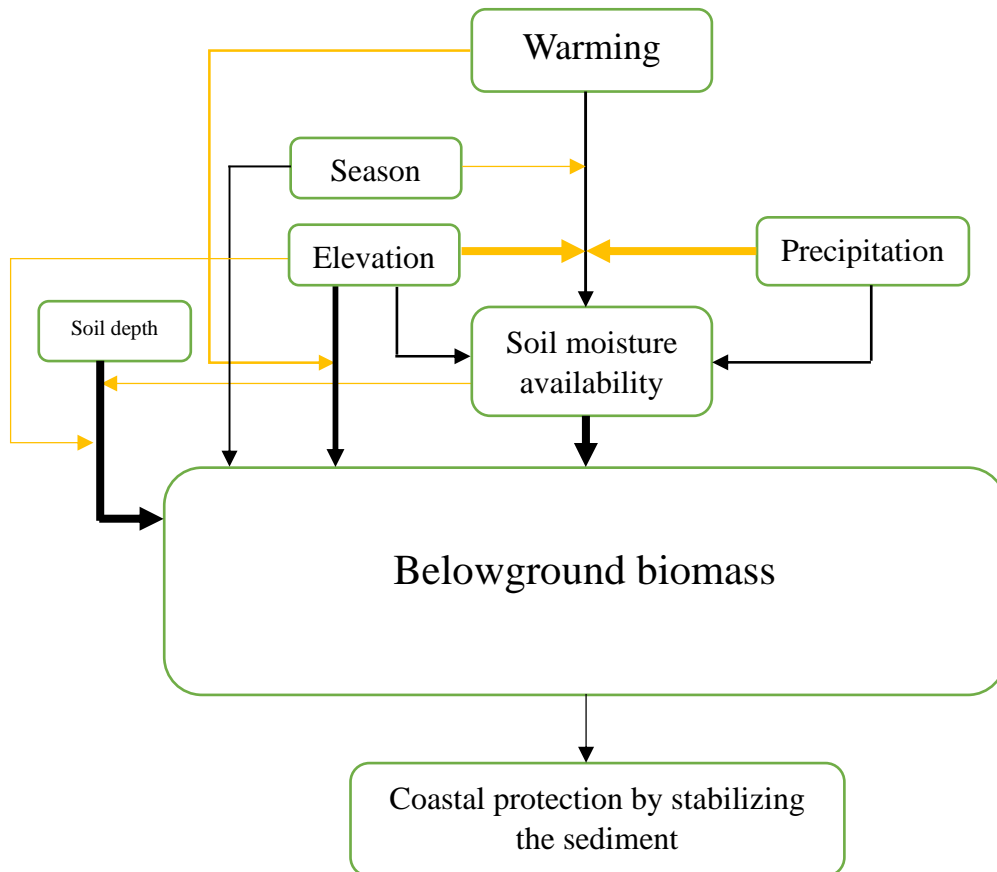 Warming
Season
Elevation
Precipitation
Soil depth
Soil moisture
availability
Belowground biomass
Coastal protection by stabilizing
the sediment